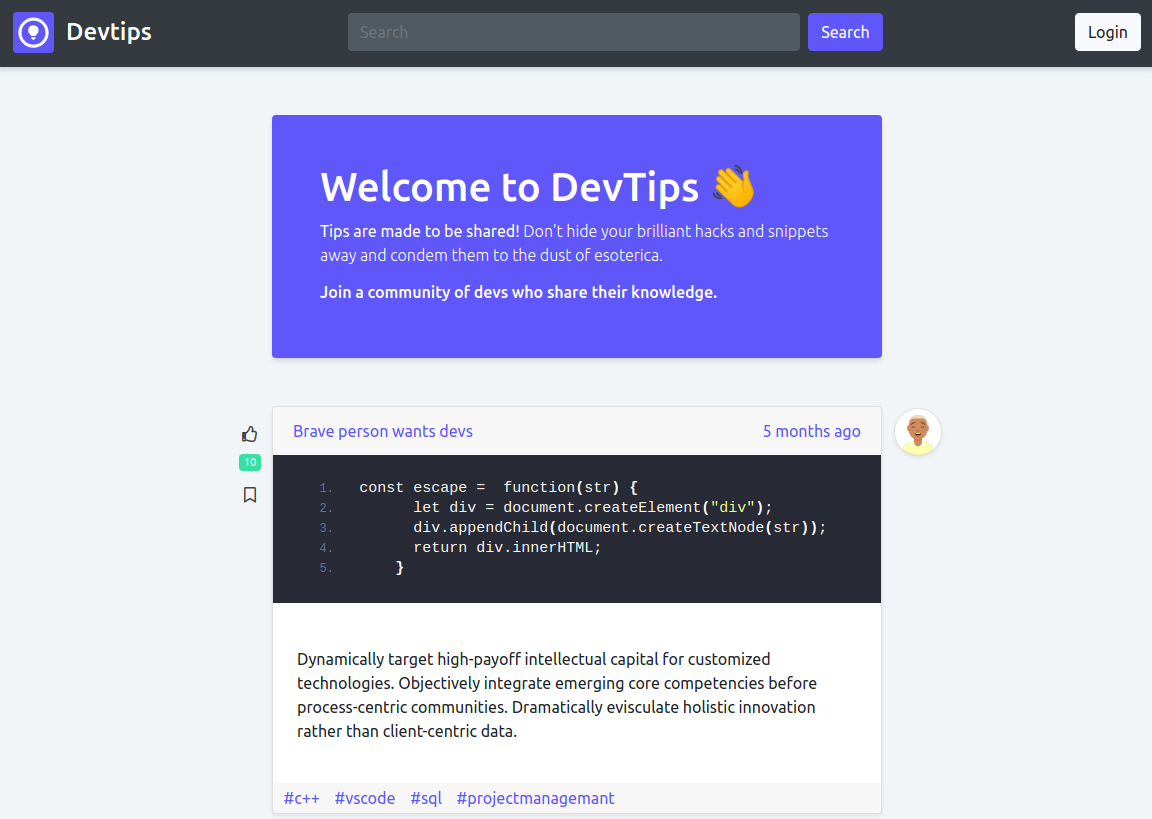 Devtips
Search
Search
Login
Welcome to DevTips 👋
Tips are made to be shared! Don't hide your brilliant hacks and snippets
away and condem them to the dust of esoterica.
Join a community of devs who share their knowledge.
Brave person wants devs
5 months ago
10
1. const escape =  function(str) {
2.       let div = document.createElement("div");
3.       div.appendChild(document.createTextNode(str));
4.       return div.innerHTML;
5.     }
Dynamically target high-payoff intellectual capital for customized
technologies. Objectively integrate emerging core competencies before
process-centric communities. Dramatically evisculate holistic innovation
rather than client-centric data.
#c++ #vscode #sql #projectmanagemant